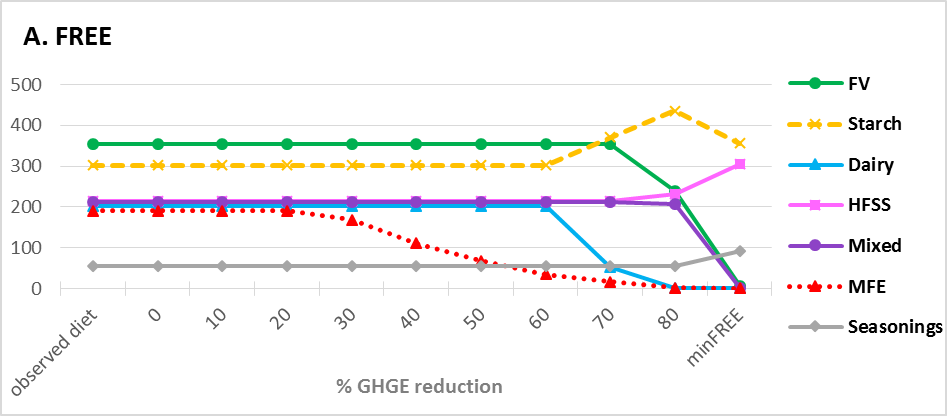 A. FREE
500
400
300
200
100
0
observed diet
0
10
20
30
40
50
60
70
80
minFREE
% GHGE reduction
FV
Starch
Dairy
HFSS
Mixed
MFE
Seasonings